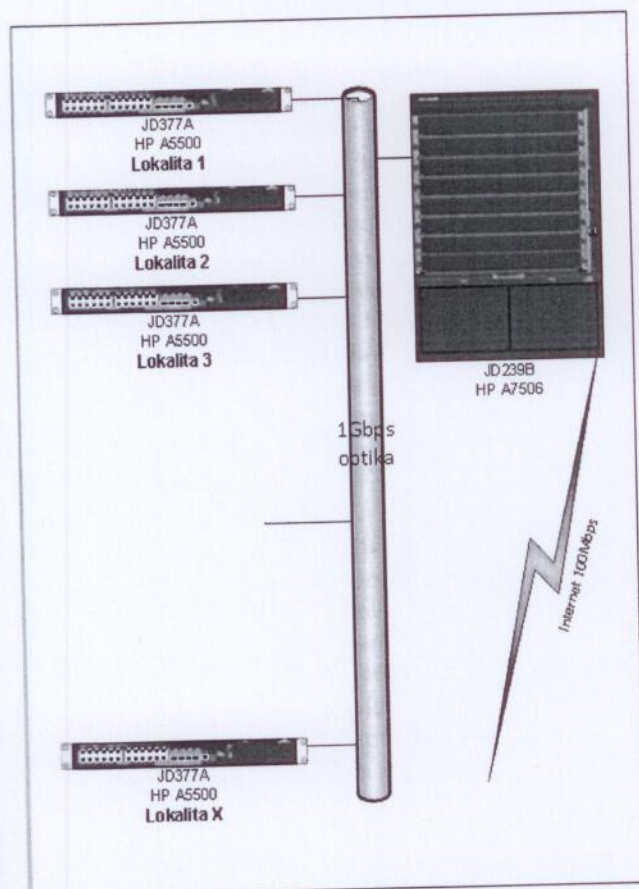 JD377A
HP A5500
Lokalita 1
JD377A
HP A5500
Lokalita 2
JD377A
HP A5500
Lokalita 3
JD239B
HP A7506
1Gbps
optika
Internet 100Mbps
JD377A
HP A5500
Lokalita X